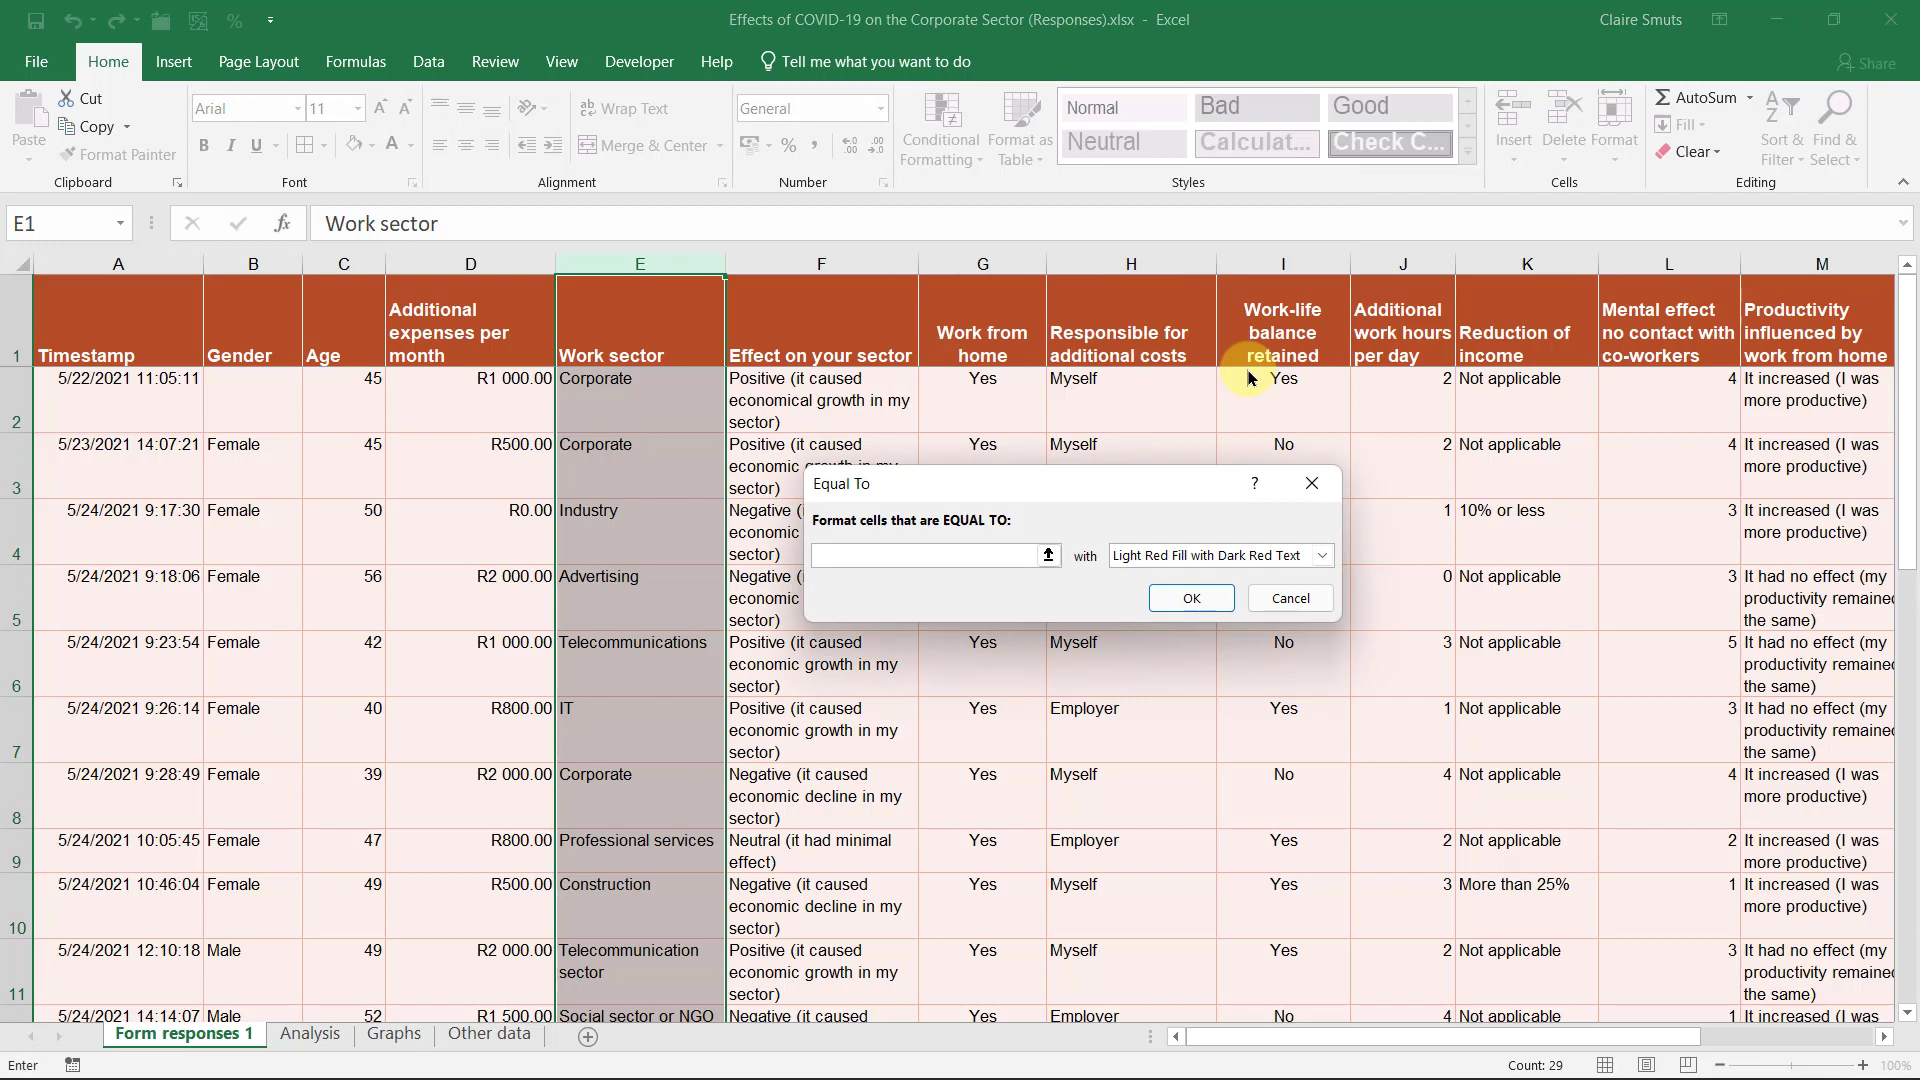 Effects of COVID-19 on the Corporate Sector (Responses).xlsx - Excel
Claire Smuts
File Home Insert Page Layout Formulas Data Review View Developer Help Tell me what you want to do Share
Cut
Copy
Format Painter
Paste
Clipboard
Arial 11
B I U
Font
Wrap Text
Merge & Center
Alignment
General
%
Number
Conditional Formatting
Format as Table
Normal Bad Good
Neutral Calculat... Check C...
Styles
Insert Delete Format
Cells
AutoSum
Fill
Clear
Sort & Filter
Find & Select
Editing
E1 fx Work sector
A B C D E F G H I J K L M
1 Timestamp Gender Age Additional expenses per month Work sector Effect on your sector Work from home Responsible for additional costs Work-life balance retained Additional work hours per day Reduction of income Mental effect no contact with co-workers Productivity influenced by work from home
2 5/22/2021 11:05:11 45 R1 000.00 Corporate Positive (it caused economical growth in my sector) Yes Myself Yes 2 Not applicable 4 It increased (I was more productive)
3 5/23/2021 14:07:21 Female 45 R500.00 Corporate Positive (it caused economic growth in my sector) Yes Myself No 2 Not applicable 4 It increased (I was more productive)
4 5/24/2021 9:17:30 Female 50 R0.00 Industry Negative ( economic sector) 1 10% or less 3 It increased (I was more productive)
5 5/24/2021 9:18:06 Female 56 R2 000.00 Advertising Negative ( economic sector) 0 Not applicable 3 It had no effect (my productivity remained the same)
6 5/24/2021 9:23:54 Female 42 R1 000.00 Telecommunications Positive (it caused economic growth in my sector) Yes Myself No 3 Not applicable 5 It had no effect (my productivity remained the same)
7 5/24/2021 9:26:14 Female 40 R800.00 IT Positive (it caused economic growth in my sector) Yes Employer Yes 1 Not applicable 3 It had no effect (my productivity remained the same)
8 5/24/2021 9:28:49 Female 39 R2 000.00 Corporate Negative (it caused economic decline in my sector) Yes Myself No 4 Not applicable 4 It increased (I was more productive)
9 5/24/2021 10:05:45 Female 47 R800.00 Professional services Neutral (it had minimal effect) Yes Employer Yes 2 Not applicable 2 It increased (I was more productive)
10 5/24/2021 10:46:04 Female 49 R500.00 Construction Negative (it caused economic decline in my sector) Yes Myself Yes 3 More than 25% 1 It increased (I was more productive)
11 5/24/2021 12:10:18 Male 49 R2 000.00 Telecommunication sector Positive (it caused economic growth in my sector) Yes Myself Yes 2 Not applicable 3 It had no effect (my productivity remained the same)
5/24/2021 14:14:07 Male 52 R1 500.00 Social sector or NGO Negative (it caused Yes Employer No 4 Not applicable 1 It increased (I was
Equal To ?
Format cells that are EQUAL TO:
with Light Red Fill with Dark Red Text
OK Cancel
Form responses 1 Analysis Graphs Other data
Enter Count: 29 100%